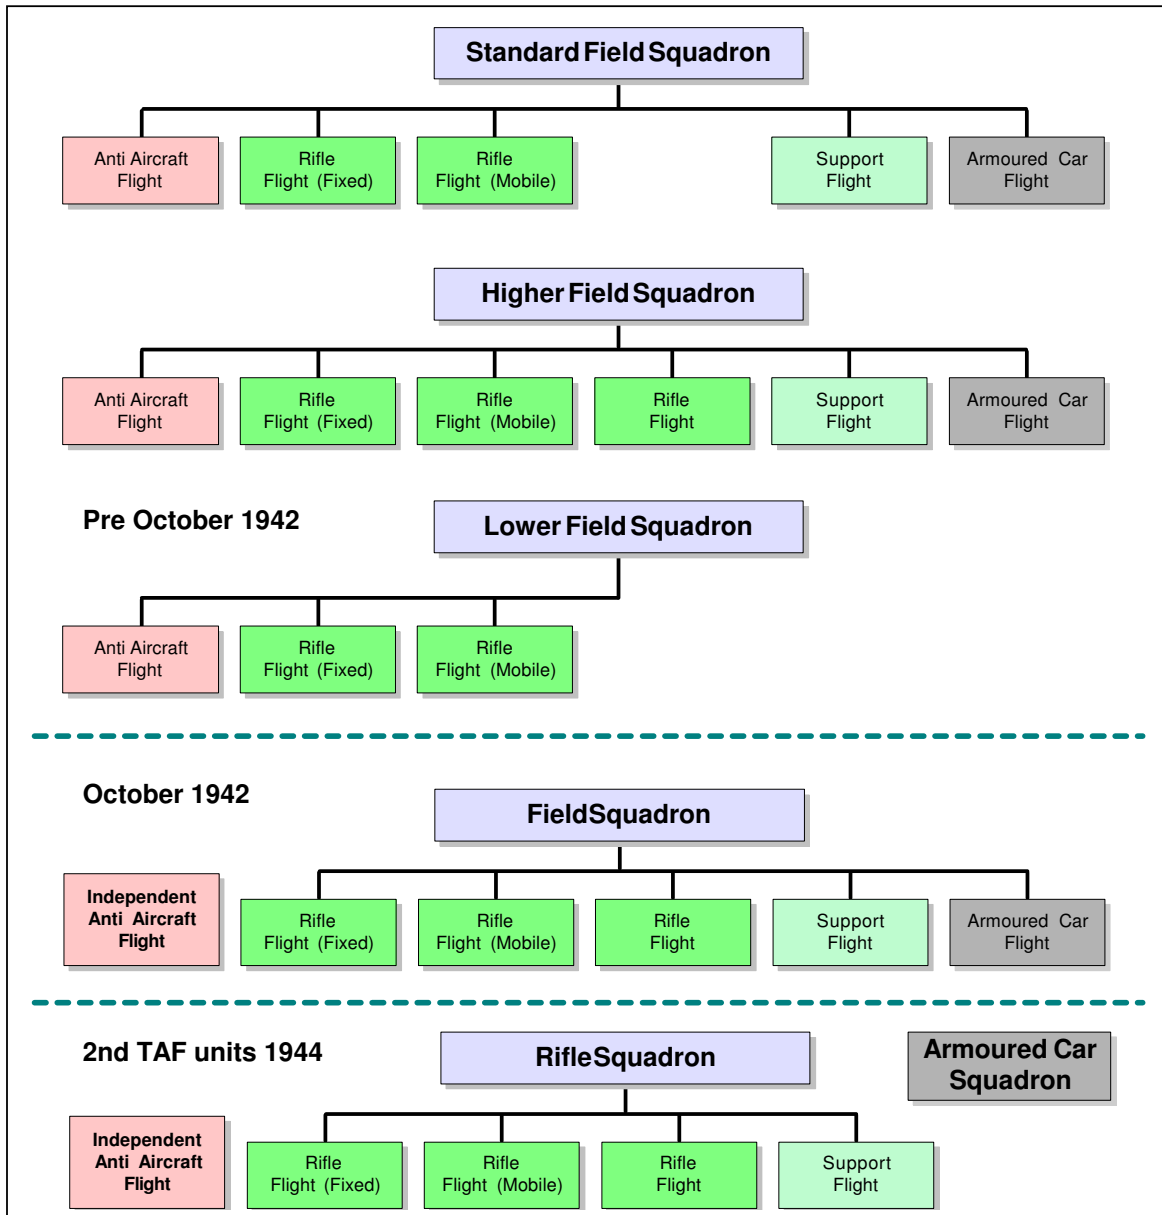 Standard Field Squadron
Anti Aircraft
Flight
Rifle
Flight (Fixed)
Rifle
Flight (Mobile)
Support
Flight
Armoured Car
Flight
Higher Field Squadron
Anti Aircraft
Flight
Rifle
Flight (Fixed)
Rifle
Flight (Mobile)
Rifle
Flight
Support
Flight
Armoured Car
Flight
Pre October 1942
Lower Field Squadron
Anti Aircraft
Flight
Rifle
Flight (Fixed)
Rifle
Flight (Mobile)
October 1942
Field Squadron
Independent
Anti Aircraft
Flight
Rifle
Flight (Fixed)
Rifle
Flight (Mobile)
Rifle
Flight
Support
Flight
Armoured Car
Flight
2nd TAF units 1944
Rifle Squadron
Armoured Car
Squadron
Independent
Anti Aircraft
Flight
Rifle
Flight (Fixed)
Rifle
Flight (Mobile)
Rifle
Flight
Support
Flight